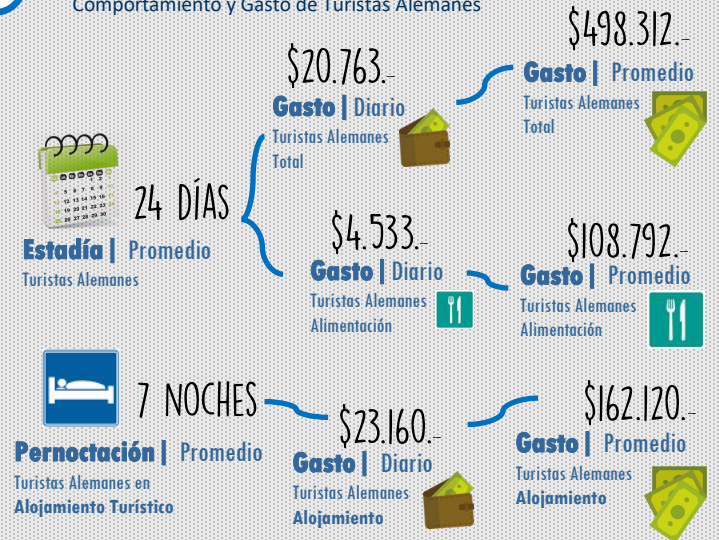 Comportamiento y Gasto de Turistas Alemanes
$20.763.-
Gasto | Diario
Turistas Alemanes
Total
$498.312.-
Gasto | Promedio
Turistas Alemanes
Total
24 DÍAS
Estadía | Promedio
Turistas Alemanes
$4.533.-
Gasto | Diario
Turistas Alemanes
Alimentación
$108.792.-
Gasto | Promedio
Turistas Alemanes
Alimentación
7 NOCHES
Pernoctación | Promedio
Turistas Alemanes en
Alojamiento Turístico
$23.160.-
Gasto | Diario
Turistas Alemanes
Alojamiento
$162.120.-
Gasto | Promedio
Turistas Alemanes
Alojamiento